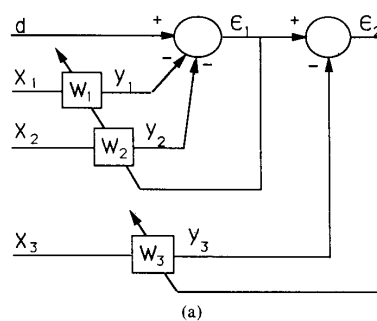 d + ϵ₁ + ϵ₂
- - -
X₁ W₁ y₁
X₂ W₂ y₂
X₃ W₃ y₃
(a)